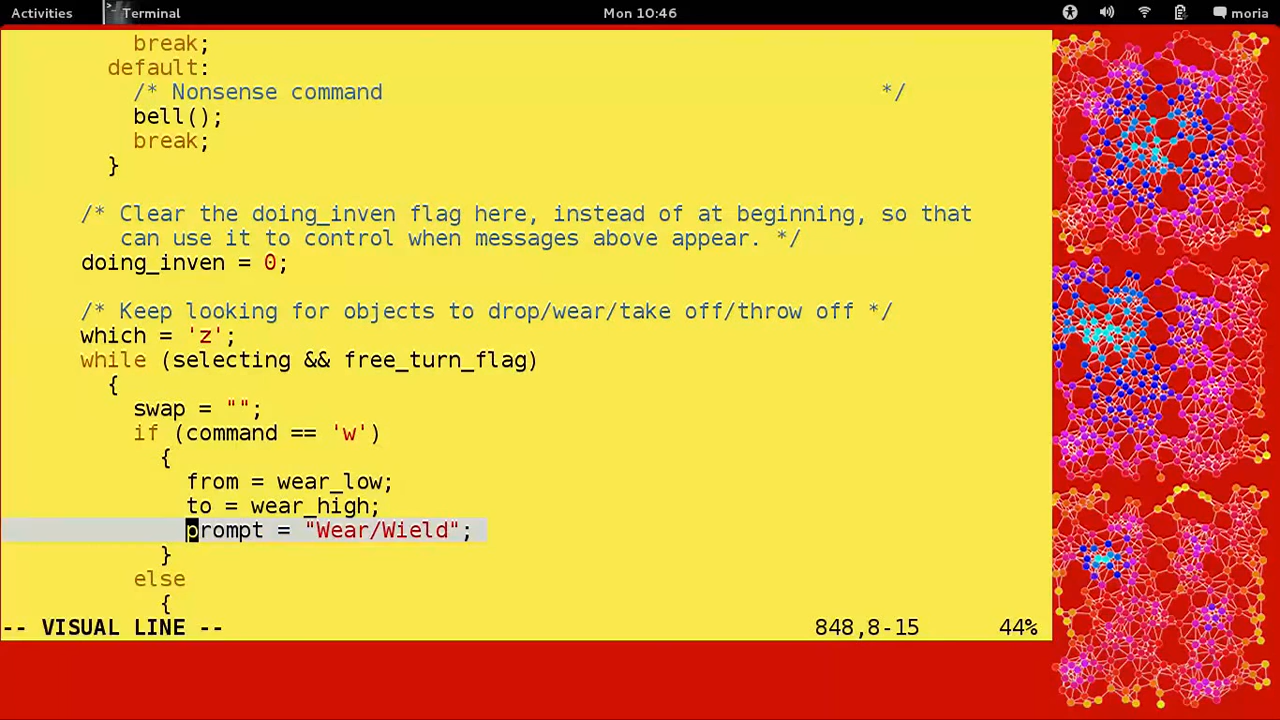 Activities Terminal Mon 10:46 moria
break;
default:
/* Nonsense command */
bell();
break;
}
/* Clear the doing_inven flag here, instead of at beginning, so that
can use it to control when messages above appear. */
doing_inven = 0;
/* Keep looking for objects to drop/wear/take off/throw off */
which = 'z';
while (selecting && free_turn_flag)
{
swap = "";
if (command == 'w')
{
from = wear_low;
to = wear_high;
prompt = "Wear/Wield";
}
else
{
-- VISUAL LINE -- 848,8-15 44%